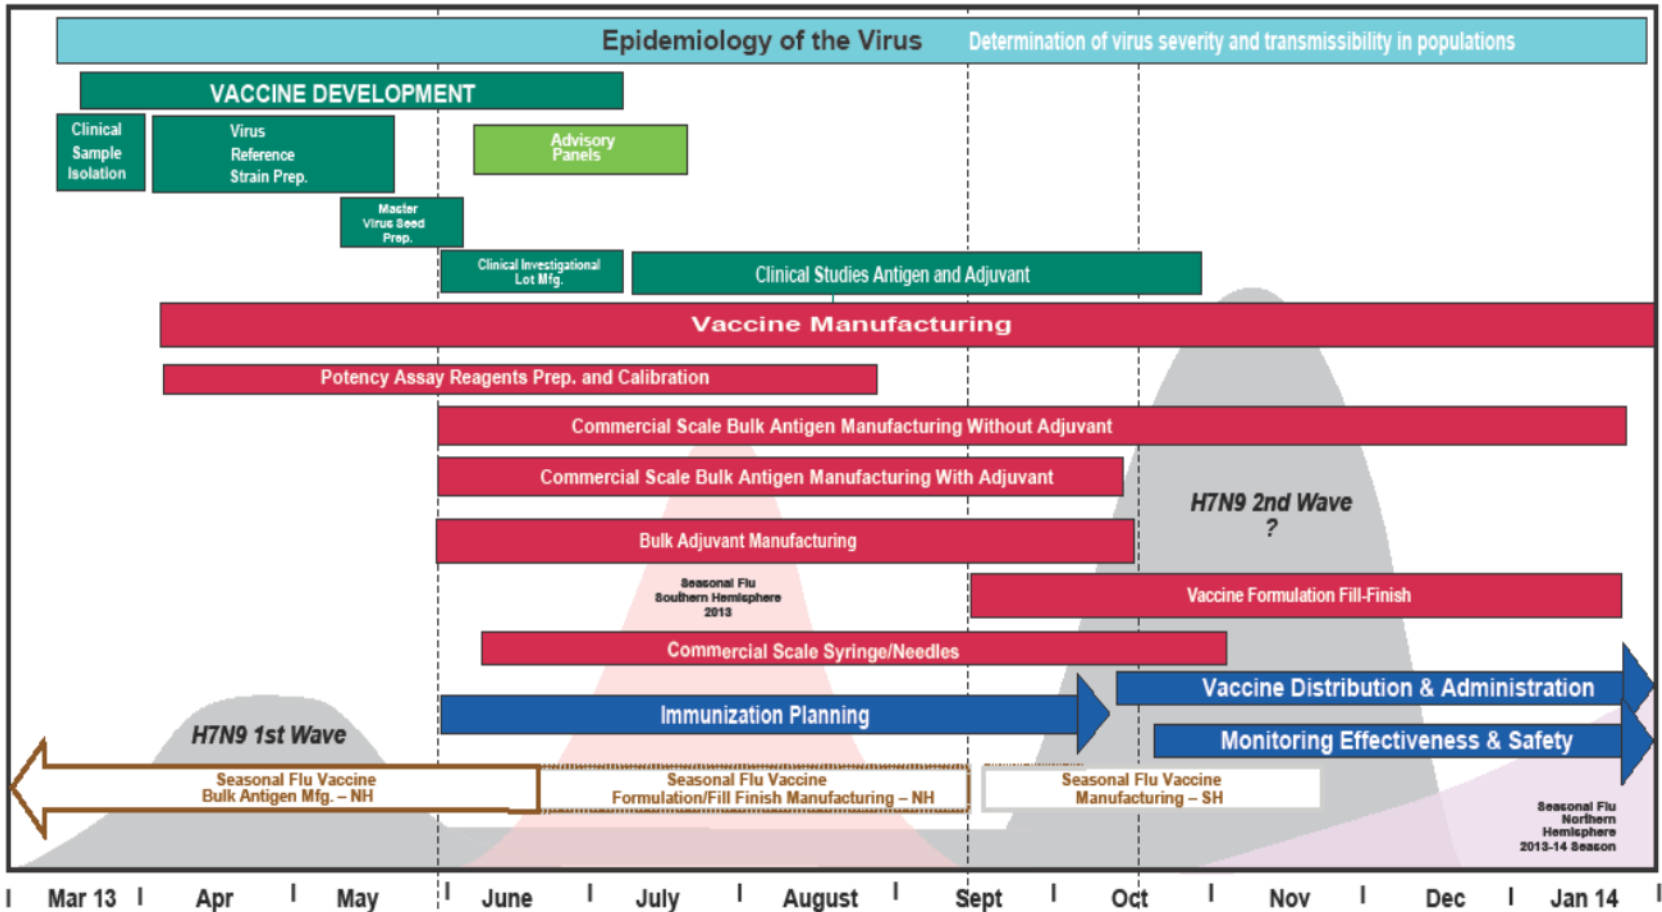 Epidemiology of the Virus Determination of virus severity and transmissibility in populations
VACCINE DEVELOPMENT
Clinical
Sample
Isolation
Virus
Reference
Strain Prep.
Advisory
Panels
Master
Virus Seed
Prep.
Clinical Investigational
Lot Mfg.
Clinical Studies Antigen and Adjuvant
Vaccine Manufacturing
Potency Assay Reagents Prep. and Calibration
Commercial Scale Bulk Antigen Manufacturing Without Adjuvant
Commercial Scale Bulk Antigen Manufacturing With Adjuvant
H7N9 2nd Wave
?
Bulk Adjuvant Manufacturing
Seasonal Flu
Southern Hemisphere
2013
Vaccine Formulation Fill-Finish
Commercial Scale Syringe/Needles
Vaccine Distribution & Administration
Immunization Planning
H7N9 1st Wave
Monitoring Effectiveness & Safety
Seasonal Flu Vaccine
Bulk Antigen Mfg. – NH
Seasonal Flu Vaccine
Formulation/Fill Finish Manufacturing – NH
Seasonal Flu Vaccine
Manufacturing – SH
Seasonal Flu
Northern
Hemisphere
2013-14 Season
Mar 13 Apr May June July August Sept Oct Nov Dec Jan 14